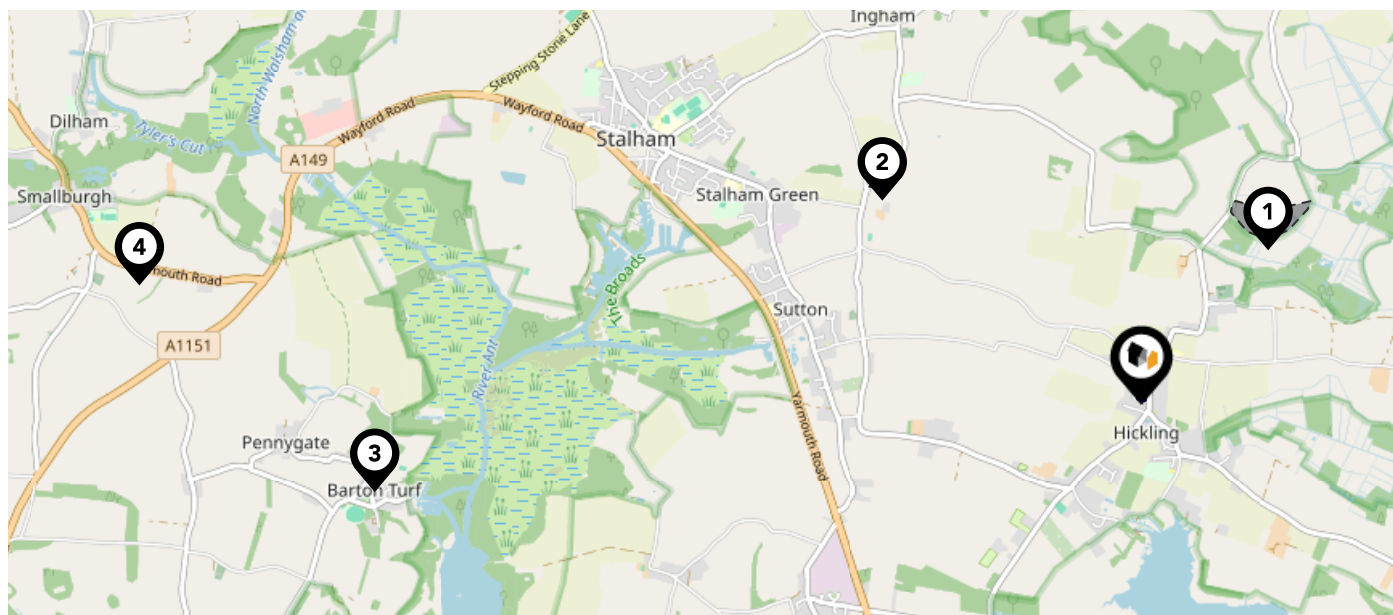 Ingham
Stepping Stone Lane
North Walsham a
Dilham
Tyler's Cut
Wayford Road
Wayford Road
Stalham
A149
2
Smallburgh
Stalham Green
1
4
mouth Road
The Broads
Sutton
A1151
River Ant
Yarmouth Road
Hickling
Pennygate
3
Barton Turf